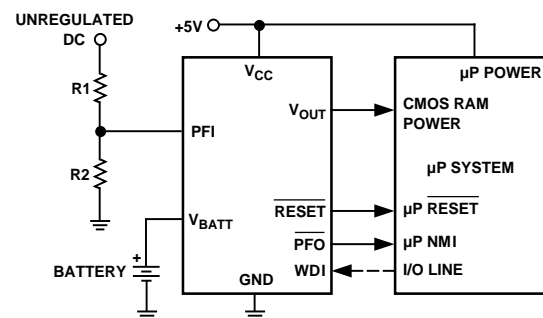 UNREGULATED
DC
+5V
R1
R2
BATTERY
+
VCC
PFI
VBATT
GND
VOUT
RESET
PFO
WDI
µP POWER
CMOS RAM
POWER
µP SYSTEM
µP RESET
µP NMI
I/O LINE